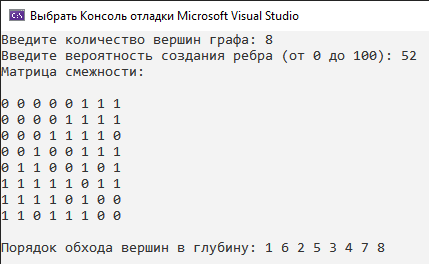 Выбрать Консоль отладки Microsoft Visual Studio
Введите количество вершин графа: 8
Введите вероятность создания ребра (от 0 до 100): 52
Матрица смежности:
0 0 0 0 0 1 1 1
0 0 0 0 1 1 1 1
0 0 0 1 1 1 1 0
0 0 1 0 0 1 1 1
0 1 1 0 0 1 0 1
1 1 1 1 1 0 1 1
1 1 1 1 0 1 0 0
1 1 0 1 1 1 0 0
Порядок обхода вершин в глубину: 1 6 2 5 3 4 7 8